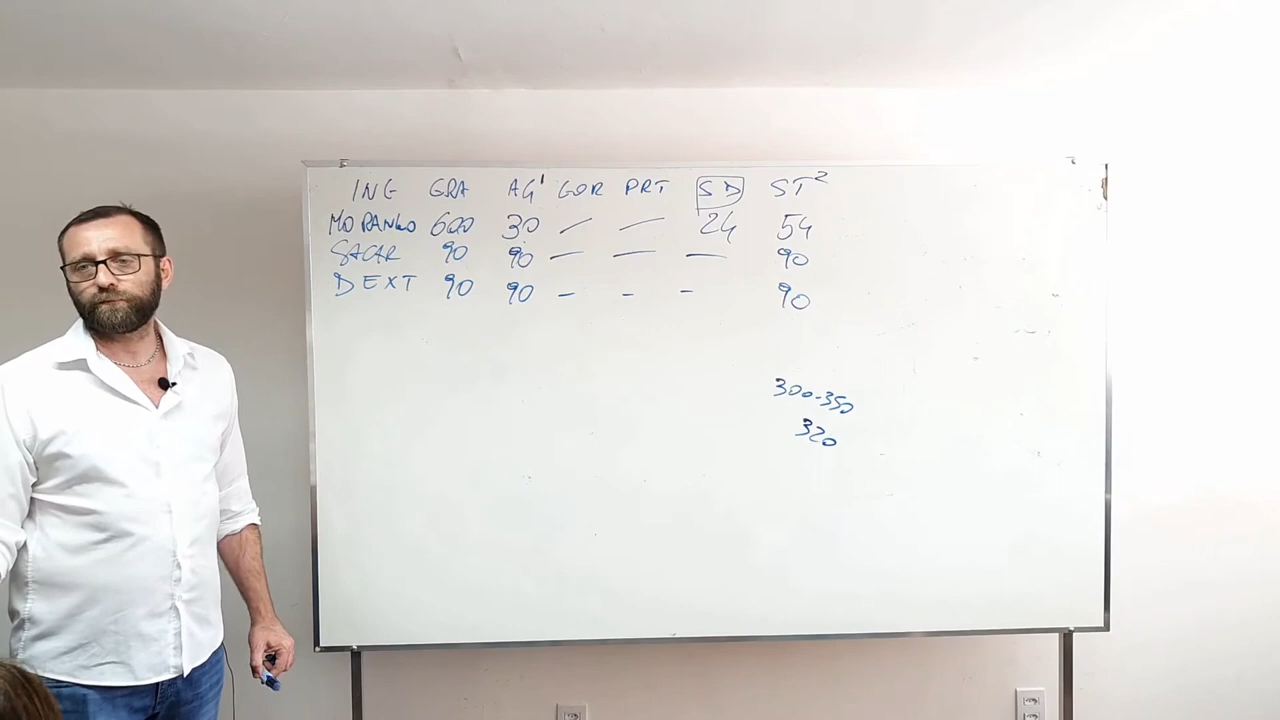 ING GRA AG' GOR PRT SD ST²
MORANGO 600 30 — — 24 54
SACAR 90 90 — — — 90
DEXT 90 90 - - - 90
300-350
320